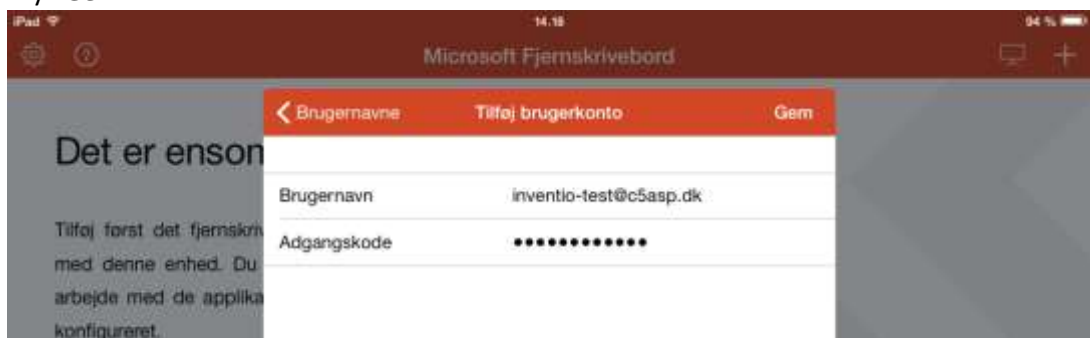 iPad 14.18 94 %
Microsoft Fjernskrivebord
Brugernavne Tilføj brugerkonto Gem
Det er enson
Brugernavn inventio-test@c5asp.dk
Tilføj først det fjernskriv
Adgangskode ••••••••••••
med denne enhed. Du
arbejde med de applika
konfigureret.